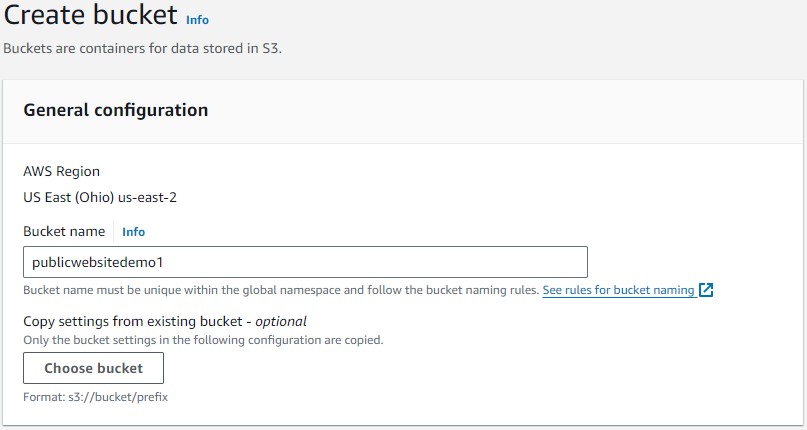 Create bucket Info
Buckets are containers for data stored in S3.
General configuration
AWS Region
US East (Ohio) us-east-2
Bucket name Info
publicwebsitedemo1
Bucket name must be unique within the global namespace and follow the bucket naming rules. See rules for bucket naming
Copy settings from existing bucket - optional
Only the bucket settings in the following configuration are copied.
Choose bucket
Format: s3://bucket/prefix